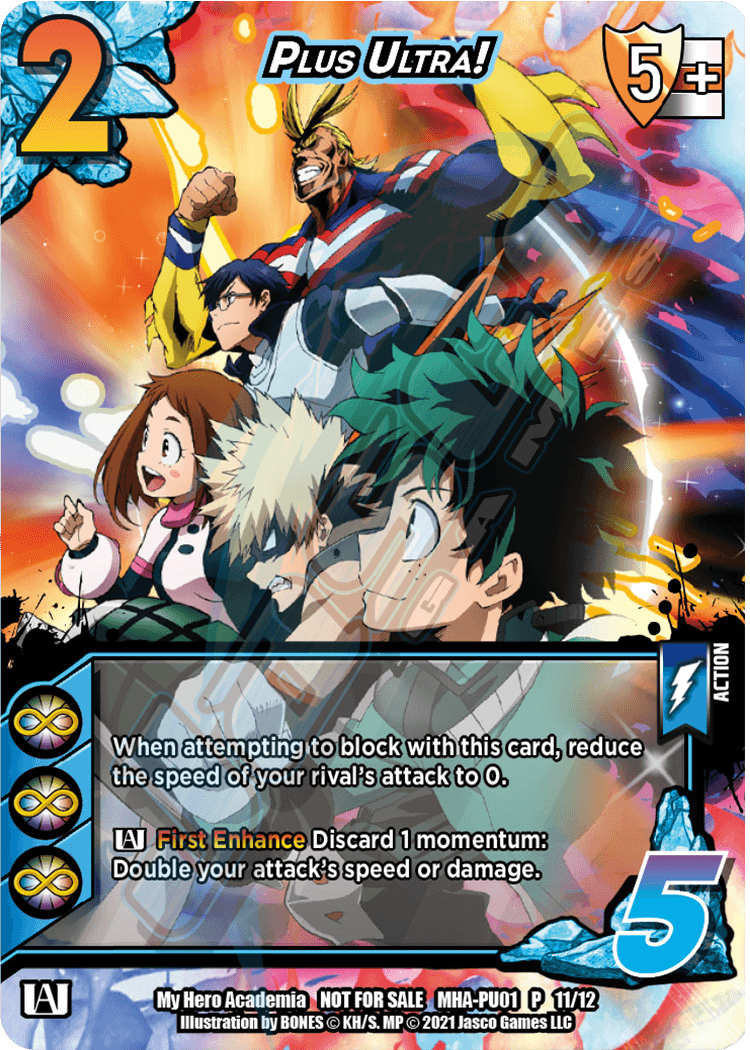 2
PLUS ULTRA!
5 +
ACTION
When attempting to block with this card, reduce
the speed of your rival's attack to 0.
UA First Enhance Discard 1 momentum:
Double your attack's speed or damage.
5
UA
My Hero Academia NOT FOR SALE MHA-PU01 P 11/12
Illustration by BONES © KH/S. MP © 2021 Jasco Games LLC